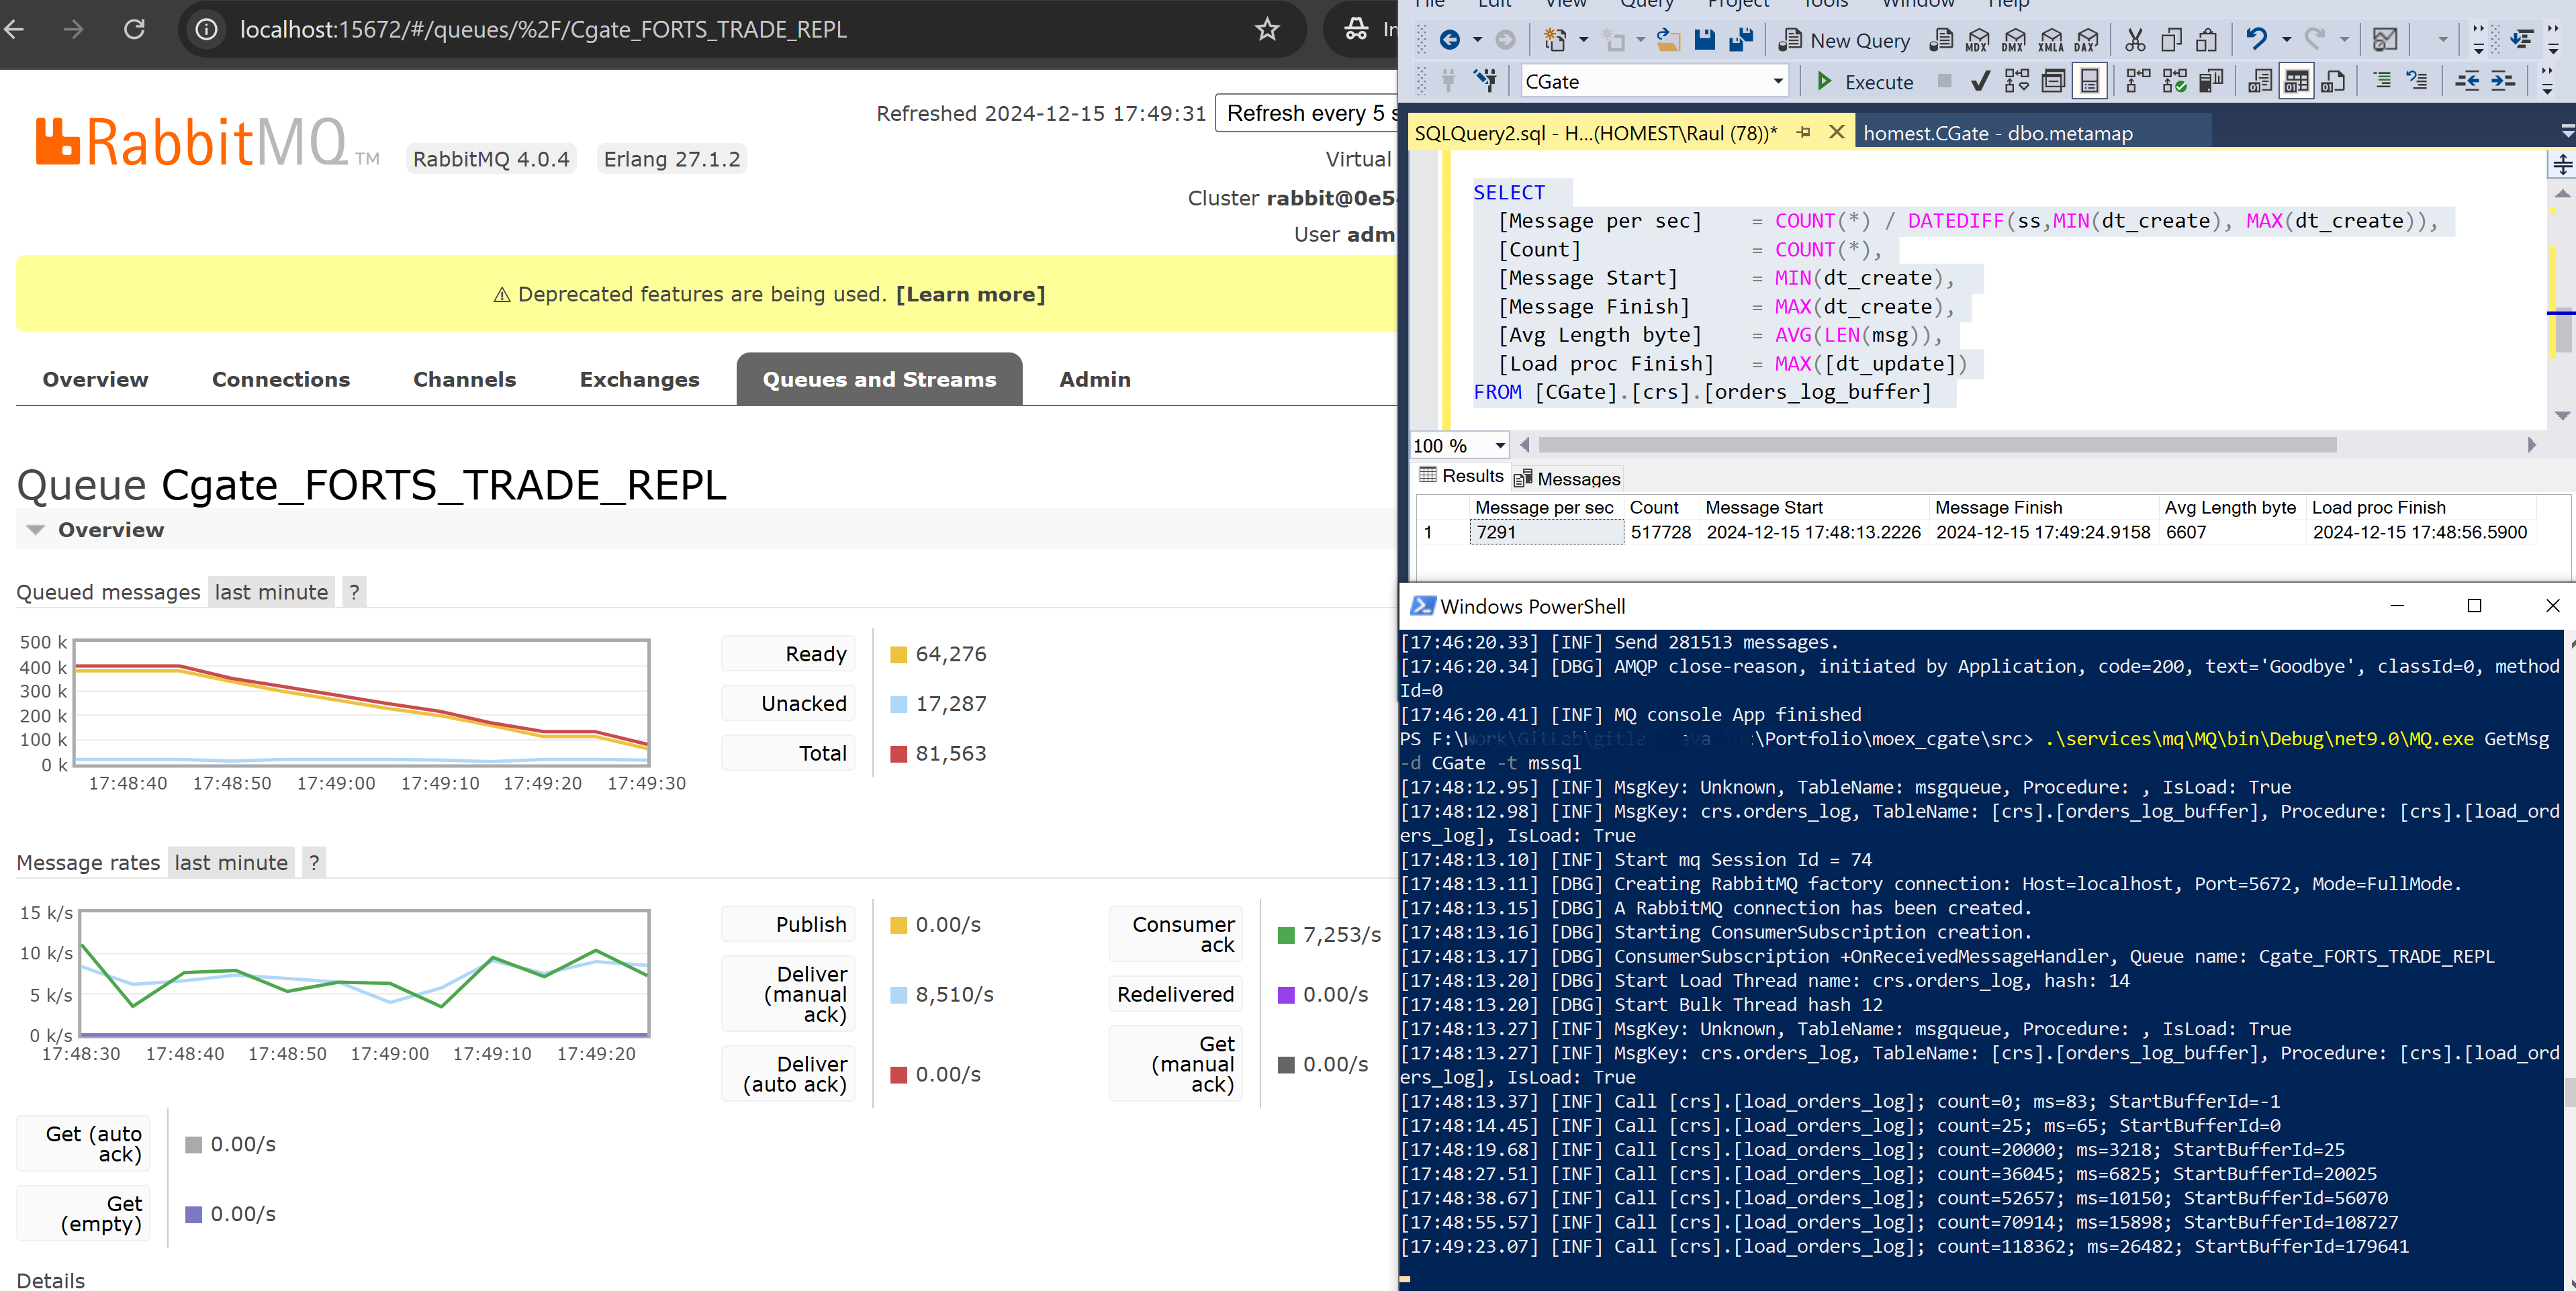 localhost:15672/#/queues/%2F/Cgate_FORTS_TRADE_REPL
Refreshed 2024-12-15 17:49:31 Refresh every 5 s
RabbitMQ TM RabbitMQ 4.0.4 Erlang 27.1.2
Virtual
Cluster rabbit@0e5
User adm
⚠ Deprecated features are being used. [Learn more]
Overview Connections Channels Exchanges Queues and Streams Admin
Queue Cgate_FORTS_TRADE_REPL
Overview
Queued messages last minute ?
500 k
400 k
300 k
200 k
100 k
0 k
17:48:40 17:48:50 17:49:00 17:49:10 17:49:20 17:49:30
Ready 64,276
Unacked 17,287
Total 81,563
Message rates last minute ?
15 k/s
10 k/s
5 k/s
0 k/s
17:48:30 17:48:40 17:48:50 17:49:00 17:49:10 17:49:20
Publish 0.00/s
Deliver
(manual
ack)
8,510/s
Deliver
(auto ack)
0.00/s
Consumer
ack
7,253/s
Redelivered 0.00/s
Get
(manual
ack)
0.00/s
Get (auto
ack)
0.00/s
Get
(empty)
0.00/s
Details
File Edit View Query Project Tools Window Help
New Query MDX DMX XMLA DAX
CGate Execute
SQLQuery2.sql - H...(HOMEST\Raul (78))* homest.CGate - dbo.metamap
SELECT
[Message per sec] = COUNT(*) / DATEDIFF(ss,MIN(dt_create), MAX(dt_create)),
[Count] = COUNT(*),
[Message Start] = MIN(dt_create),
[Message Finish] = MAX(dt_create),
[Avg Length byte] = AVG(LEN(msg)),
[Load proc Finish] = MAX([dt_update])
FROM [CGate].[crs].[orders_log_buffer]
100 %
Results Messages
Message per sec Count Message Start Message Finish Avg Length byte Load proc Finish
1 7291 517728 2024-12-15 17:48:13.2226 2024-12-15 17:49:24.9158 6607 2024-12-15 17:48:56.5900
Windows PowerShell
[17:46:20.33] [INF] Send 281513 messages.
[17:46:20.34] [DBG] AMQP close-reason, initiated by Application, code=200, text='Goodbye', classId=0, method
Id=0
[17:46:20.41] [INF] MQ console App finished
PS F:\ \Portfolio\moex_cgate\src> .\services\mq\MQ\bin\Debug\net9.0\MQ.exe GetMsg
-d CGate -t mssql
[17:48:12.95] [INF] MsgKey: Unknown, TableName: msgqueue, Procedure: , IsLoad: True
[17:48:12.98] [INF] MsgKey: crs.orders_log, TableName: [crs].[orders_log_buffer], Procedure: [crs].[load_ord
ers_log], IsLoad: True
[17:48:13.10] [INF] Start mq Session Id = 74
[17:48:13.11] [DBG] Creating RabbitMQ factory connection: Host=localhost, Port=5672, Mode=FullMode.
[17:48:13.15] [DBG] A RabbitMQ connection has been created.
[17:48:13.16] [DBG] Starting ConsumerSubscription creation.
[17:48:13.17] [DBG] ConsumerSubscription +OnReceivedMessageHandler, Queue name: Cgate_FORTS_TRADE_REPL
[17:48:13.20] [DBG] Start Load Thread name: crs.orders_log, hash: 14
[17:48:13.20] [DBG] Start Bulk Thread hash 12
[17:48:13.27] [INF] MsgKey: Unknown, TableName: msgqueue, Procedure: , IsLoad: True
[17:48:13.27] [INF] MsgKey: crs.orders_log, TableName: [crs].[orders_log_buffer], Procedure: [crs].[load_ord
ers_log], IsLoad: True
[17:48:13.37] [INF] Call [crs].[load_orders_log]; count=0; ms=83; StartBufferId=-1
[17:48:14.45] [INF] Call [crs].[load_orders_log]; count=25; ms=65; StartBufferId=0
[17:48:19.68] [INF] Call [crs].[load_orders_log]; count=20000; ms=3218; StartBufferId=25
[17:48:27.51] [INF] Call [crs].[load_orders_log]; count=36045; ms=6825; StartBufferId=20025
[17:48:38.67] [INF] Call [crs].[load_orders_log]; count=52657; ms=10150; StartBufferId=56070
[17:48:55.57] [INF] Call [crs].[load_orders_log]; count=70914; ms=15898; StartBufferId=108727
[17:49:23.07] [INF] Call [crs].[load_orders_log]; count=118362; ms=26482; StartBufferId=179641